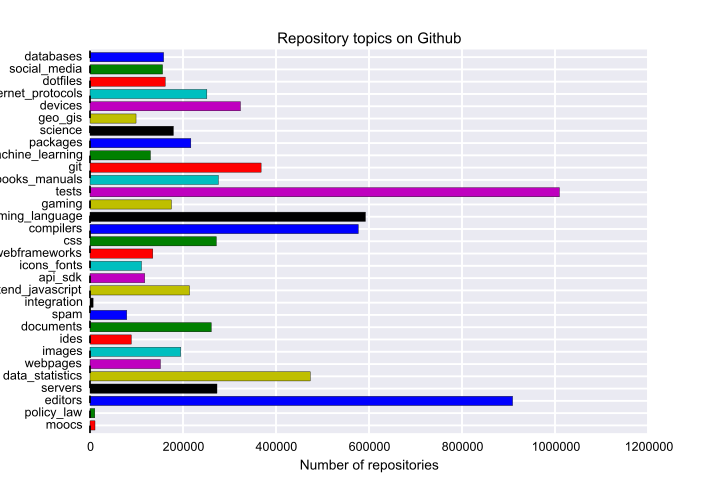 Repository topics on Github
databases
social_media
dotfiles
ernet_protocols
devices
geo_gis
science
packages
achine_learning
git
books_manuals
tests
gaming
ming_language
compilers
css
webframeworks
icons_fonts
api_sdk
tend_javascript
integration
spam
documents
ides
images
webpages
data_statistics
servers
editors
policy_law
moocs
0 200000 400000 600000 800000 1000000 1200000
Number of repositories